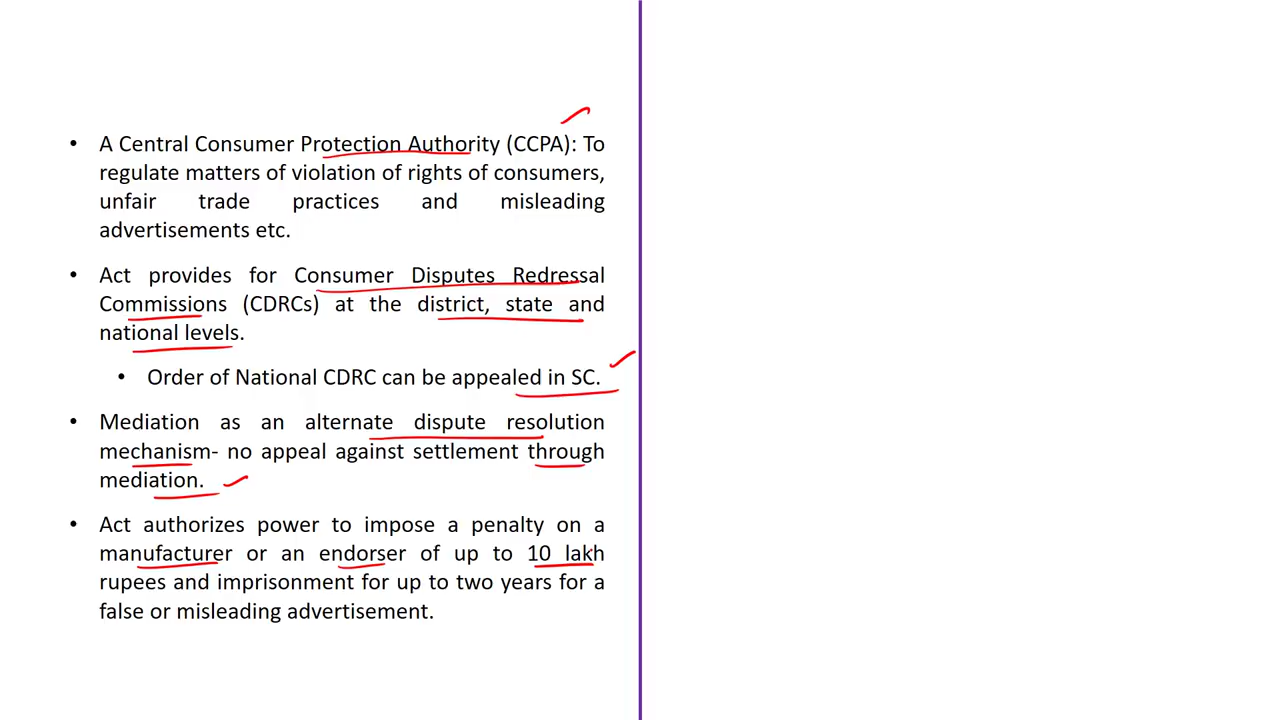 • A Central Consumer Protection Authority (CCPA): To
regulate matters of violation of rights of consumers,
unfair trade practices and misleading
advertisements etc.
• Act provides for Consumer Disputes Redressal
Commissions (CDRCs) at the district, state and
national levels.
• Order of National CDRC can be appealed in SC.
• Mediation as an alternate dispute resolution
mechanism- no appeal against settlement through
mediation.
• Act authorizes power to impose a penalty on a
manufacturer or an endorser of up to 10 lakh
rupees and imprisonment for up to two years for a
false or misleading advertisement.